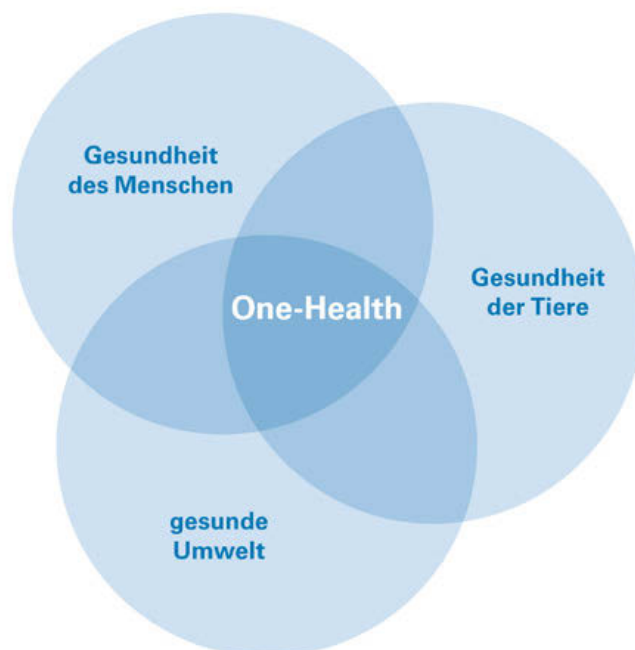 Gesundheit
des Menschen
Gesundheit
der Tiere
One-Health
gesunde
Umwelt